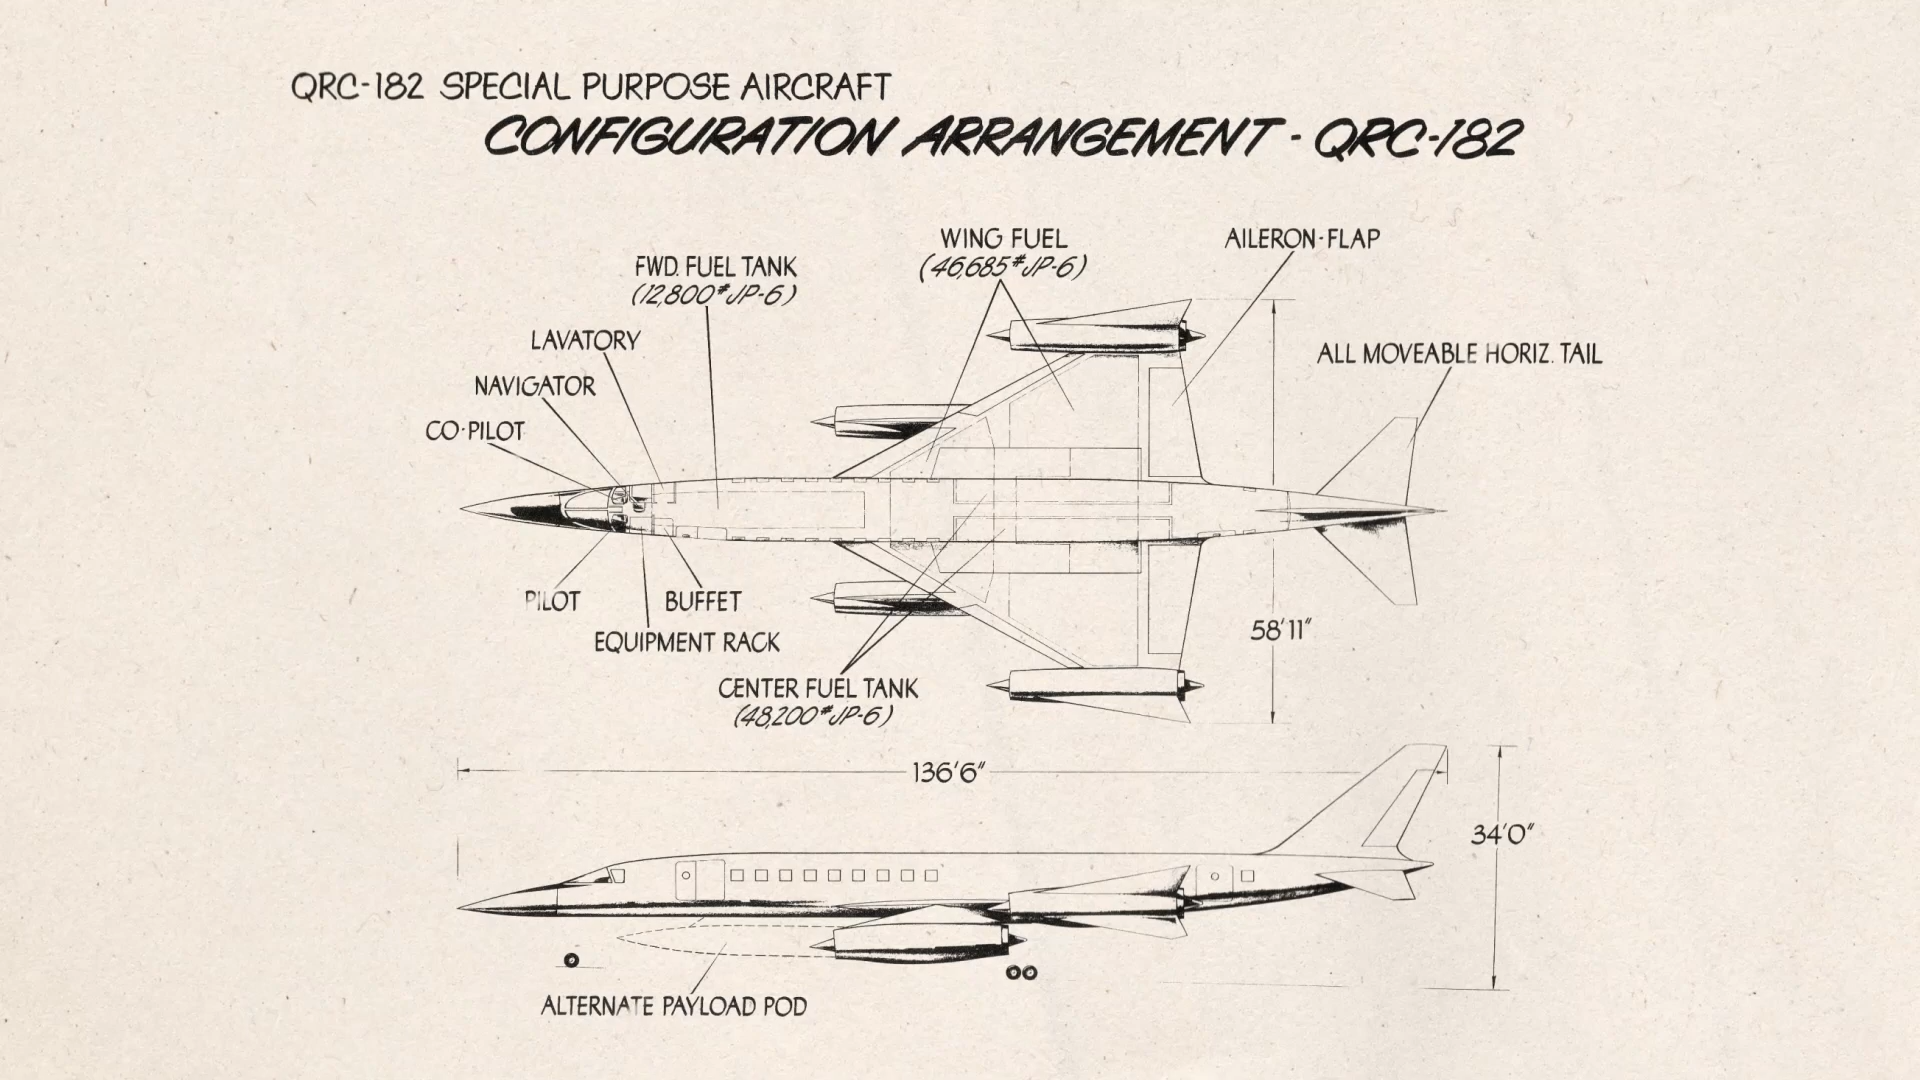 QRC-182 SPECIAL PURPOSE AIRCRAFT
CONFIGURATION ARRANGEMENT - QRC-182
WING FUEL
(46,685# JP-6)
AILERON-FLAP
FWD. FUEL TANK
(12,800# JP-6)
LAVATORY
ALL MOVEABLE HORIZ. TAIL
NAVIGATOR
CO-PILOT
PILOT
BUFFET
EQUIPMENT RACK
58'11"
CENTER FUEL TANK
(48,200# JP-6)
136'6"
34'0"
ALTERNATE PAYLOAD POD